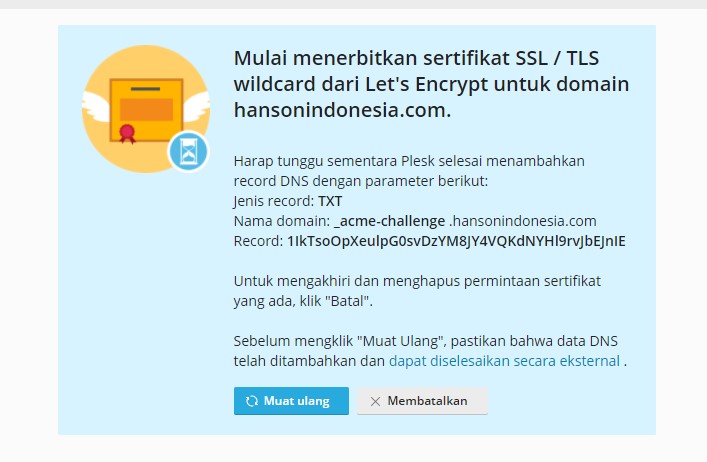 Mulai menerbitkan sertifikat SSL / TLS
wildcard dari Let's Encrypt untuk domain
hansonindonesia.com.
Harap tunggu sementara Plesk selesai menambahkan
record DNS dengan parameter berikut:
Jenis record: TXT
Nama domain: _acme-challenge .hansonindonesia.com
Record: 1IkTsoOpXeulpG0svDzYM8JY4VQKdNYHl9rvJbEJnIE
Untuk mengakhiri dan menghapus permintaan sertifikat
yang ada, klik "Batal".
Sebelum mengklik "Muat Ulang", pastikan bahwa data DNS
telah ditambahkan dan dapat diselesaikan secara eksternal .
Muat ulang
Membatalkan